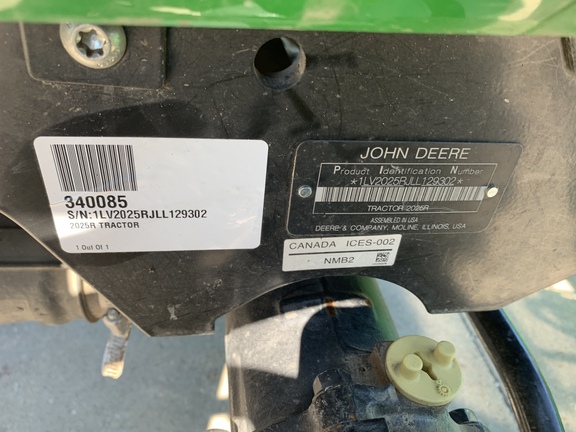 340085
S/N:1LV2025RJLL129302
2025R TRACTOR
1 Out Of 1
JOHN DEERE
Product Identification Number
*1LV2025RJLL129302*
TRACTOR 2025R
ASSEMBLED IN USA
DEERE & COMPANY, MOLINE, ILLINOIS, USA
CANADA ICES-002
NMB2